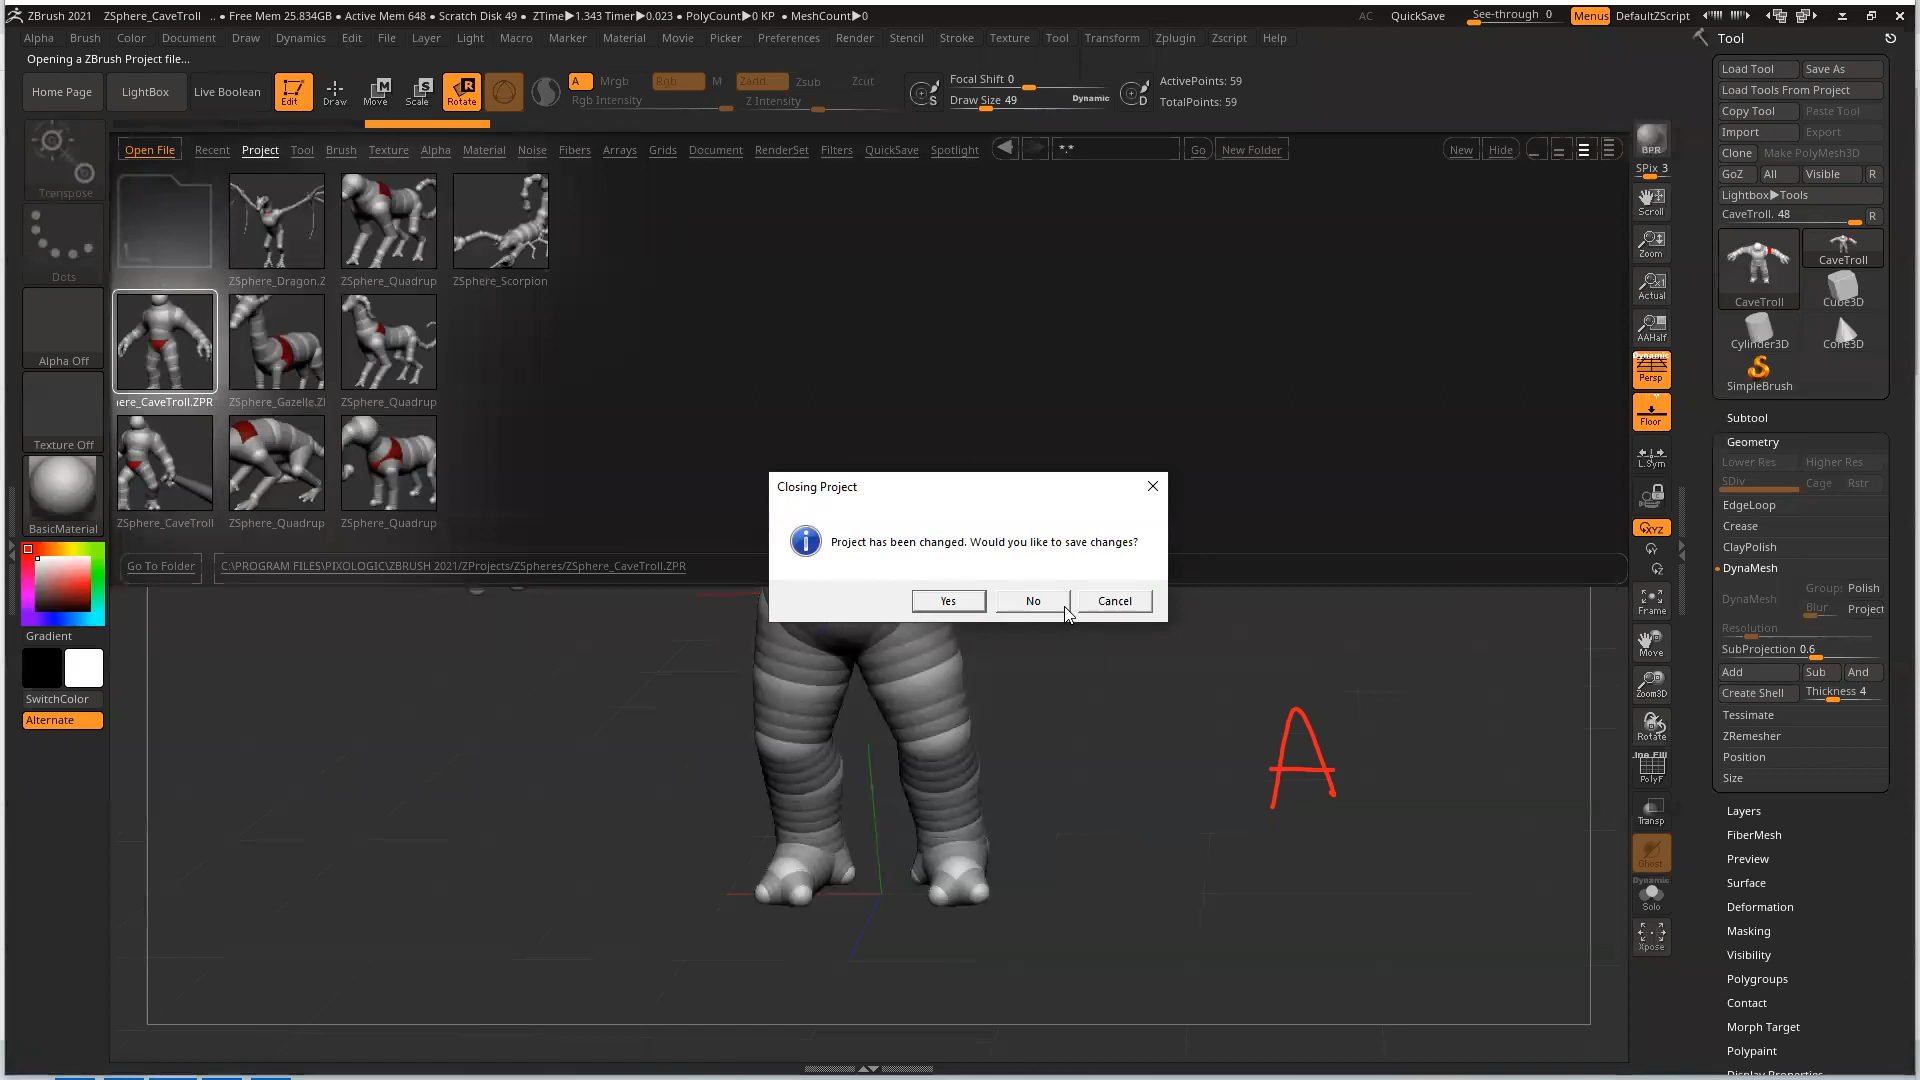 ZBrush 2021 ZSphere_CaveTroll .. ● Free Mem 25.834GB ● Active Mem 648 ● Scratch Disk 49 ● ZTime▶1.343 Timer▶0.023 ● PolyCount▶0 KP ● MeshCount▶0 AC QuickSave See-through 0 Menus DefaultZScript
Alpha Brush Color Document Draw Dynamics Edit File Layer Light Macro Marker Material Movie Picker Preferences Render Stencil Stroke Texture Tool Transform Zplugin Zscript Help
Opening a ZBrush Project file...
Home Page LightBox Live Boolean Edit Draw Move Scale Rotate A Mrgb Rgb M Zadd Zsub Zcut
Rgb Intensity Z Intensity
Focal Shift 0
Draw Size 49 Dynamic
S D
ActivePoints: 59
TotalPoints: 59
Open File Recent Project Tool Brush Texture Alpha Material Noise Fibers Arrays Grids Document RenderSet Filters QuickSave Spotlight *.* Go New Folder New Hide
Transpose
Dots
Alpha Off
Texture Off
BasicMaterial
Gradient
SwitchColor
Alternate
ZSphere_Dragon.Z ZSphere_Quadrup ZSphere_Scorpion
ere_CaveTroll.ZPR ZSphere_Gazelle.Z ZSphere_Quadrup
ZSphere_CaveTroll ZSphere_Quadrup ZSphere_Quadrup
Go To Folder C:\PROGRAM FILES\PIXOLOGIC\ZBRUSH 2021/ZProjects/ZSpheres/ZSphere_CaveTroll.ZPR
Closing Project
Project has been changed. Would you like to save changes?
Yes No Cancel
A
BPR
SPix 3
Scroll
Zoom
Actual
AAHalf
Dynamic
Persp
Floor
L.Sym
XYZ
Frame
Move
Zoom3D
Rotate
Line Fill
PolyF
Transp
Ghost
Dynamic
Solo
Xpose
Tool
Load Tool Save As
Load Tools From Project
Copy Tool Paste Tool
Import Export
Clone Make PolyMesh3D
GoZ All Visible R
Lightbox▶Tools
CaveTroll. 48 R
CaveTroll CaveTroll
Cube3D
Cylinder3D Cone3D
SimpleBrush
Subtool
Geometry
Lower Res Higher Res
SDiv Cage Rstr
EdgeLoop
Crease
ClayPolish
DynaMesh
DynaMesh Group: Polish
Blur Project
Resolution
SubProjection 0.6
Add Sub And
Create Shell Thickness 4
Tessimate
ZRemesher
Position
Size
Layers
FiberMesh
Preview
Surface
Deformation
Masking
Visibility
Polygroups
Contact
Morph Target
Polypaint
Display Properties